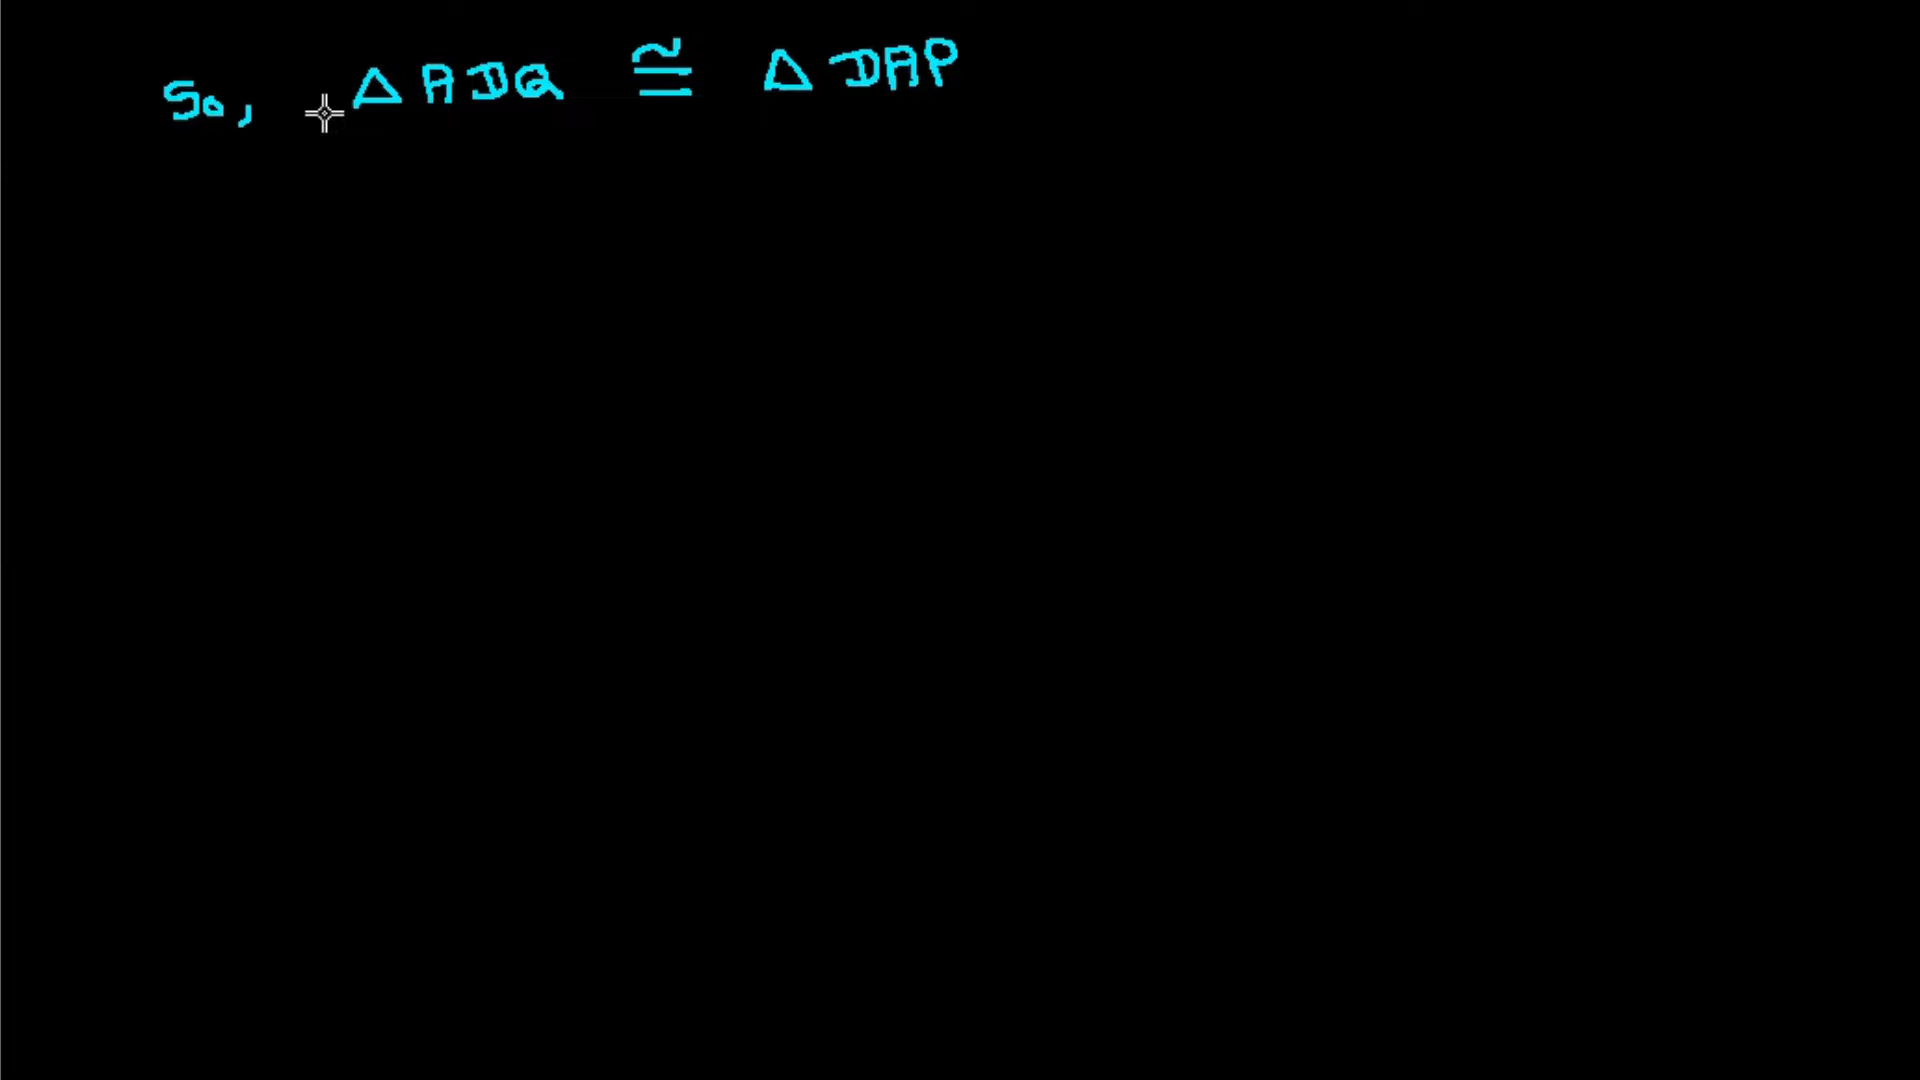 So, △ ADQ ≅ △ DAP